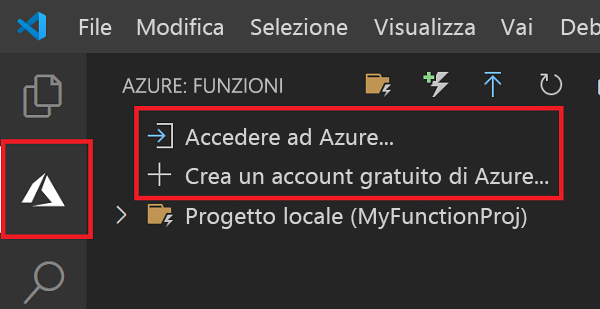 File Modifica Selezione Visualizza Vai Deb
AZURE: FUNZIONI
Accedere ad Azure...
Crea un account gratuito di Azure...
Progetto locale (MyFunctionProj)